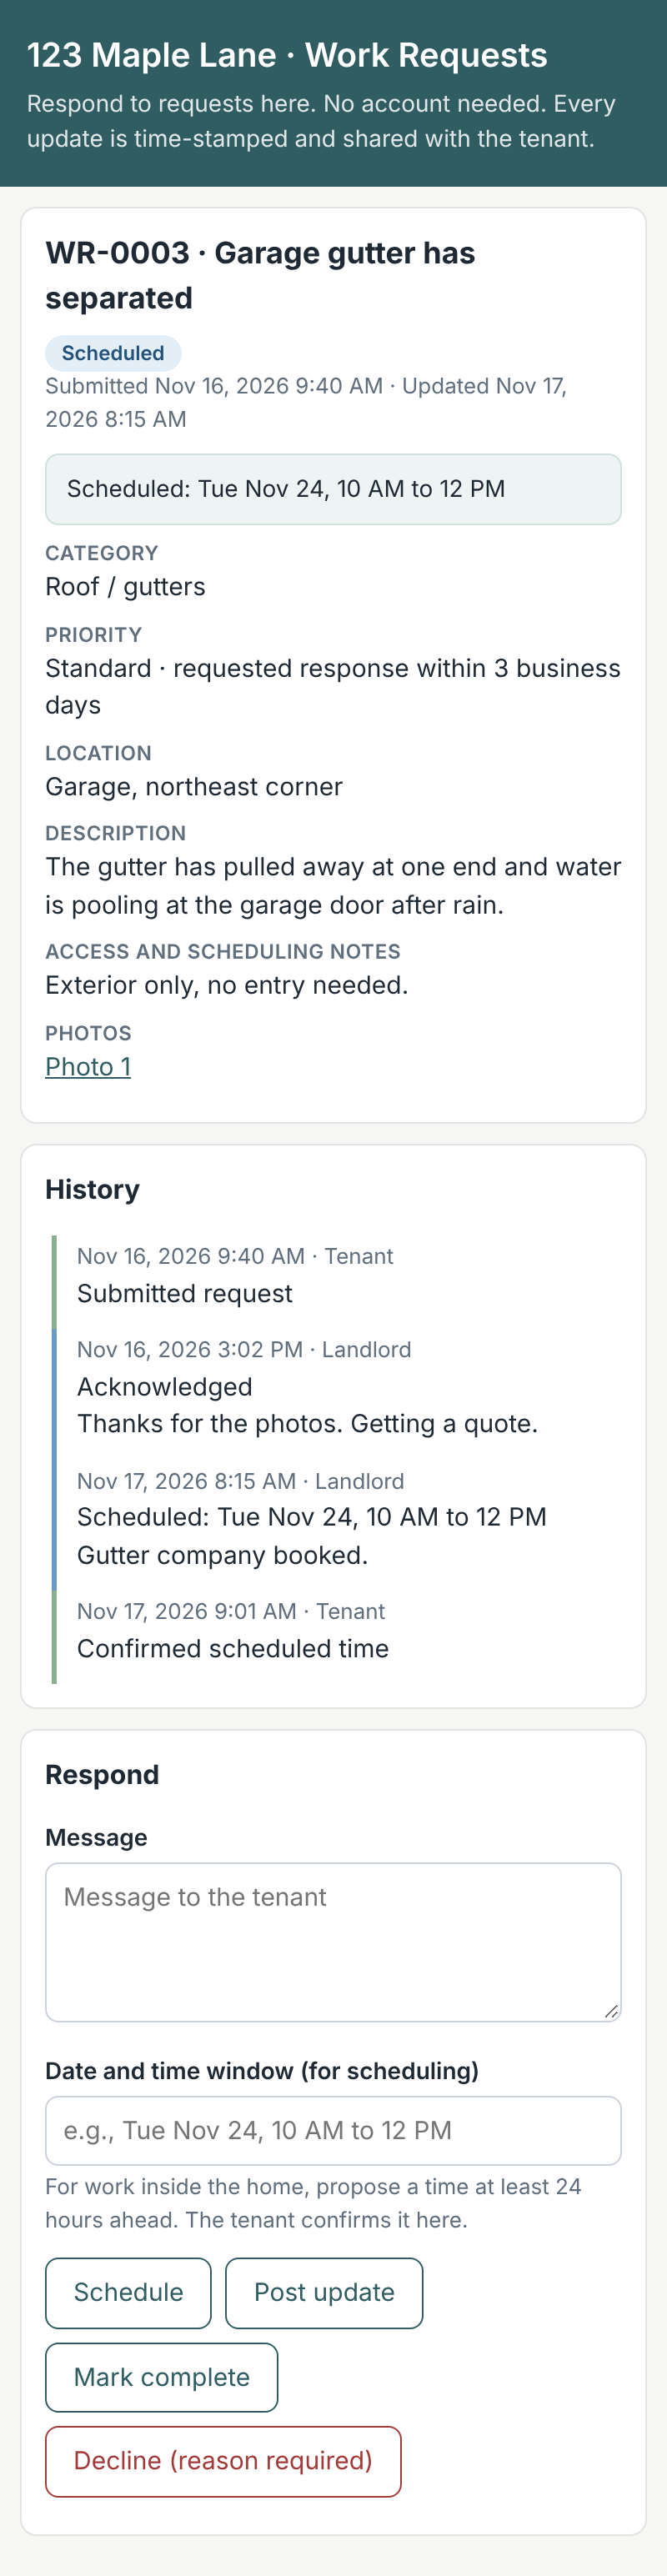 123 Maple Lane · Work Requests
Respond to requests here. No account needed. Every
update is time-stamped and shared with the tenant.
WR-0003 · Garage gutter has
separated
Scheduled
Submitted Nov 16, 2026 9:40 AM · Updated Nov 17,
2026 8:15 AM
Scheduled: Tue Nov 24, 10 AM to 12 PM
CATEGORY
Roof / gutters
PRIORITY
Standard · requested response within 3 business
days
LOCATION
Garage, northeast corner
DESCRIPTION
The gutter has pulled away at one end and water
is pooling at the garage door after rain.
ACCESS AND SCHEDULING NOTES
Exterior only, no entry needed.
PHOTOS
Photo 1
History
Nov 16, 2026 9:40 AM · Tenant
Submitted request
Nov 16, 2026 3:02 PM · Landlord
Acknowledged
Thanks for the photos. Getting a quote.
Nov 17, 2026 8:15 AM · Landlord
Scheduled: Tue Nov 24, 10 AM to 12 PM
Gutter company booked.
Nov 17, 2026 9:01 AM · Tenant
Confirmed scheduled time
Respond
Message
Message to the tenant
Date and time window (for scheduling)
e.g., Tue Nov 24, 10 AM to 12 PM
For work inside the home, propose a time at least 24
hours ahead. The tenant confirms it here.
Schedule
Post update
Mark complete
Decline (reason required)